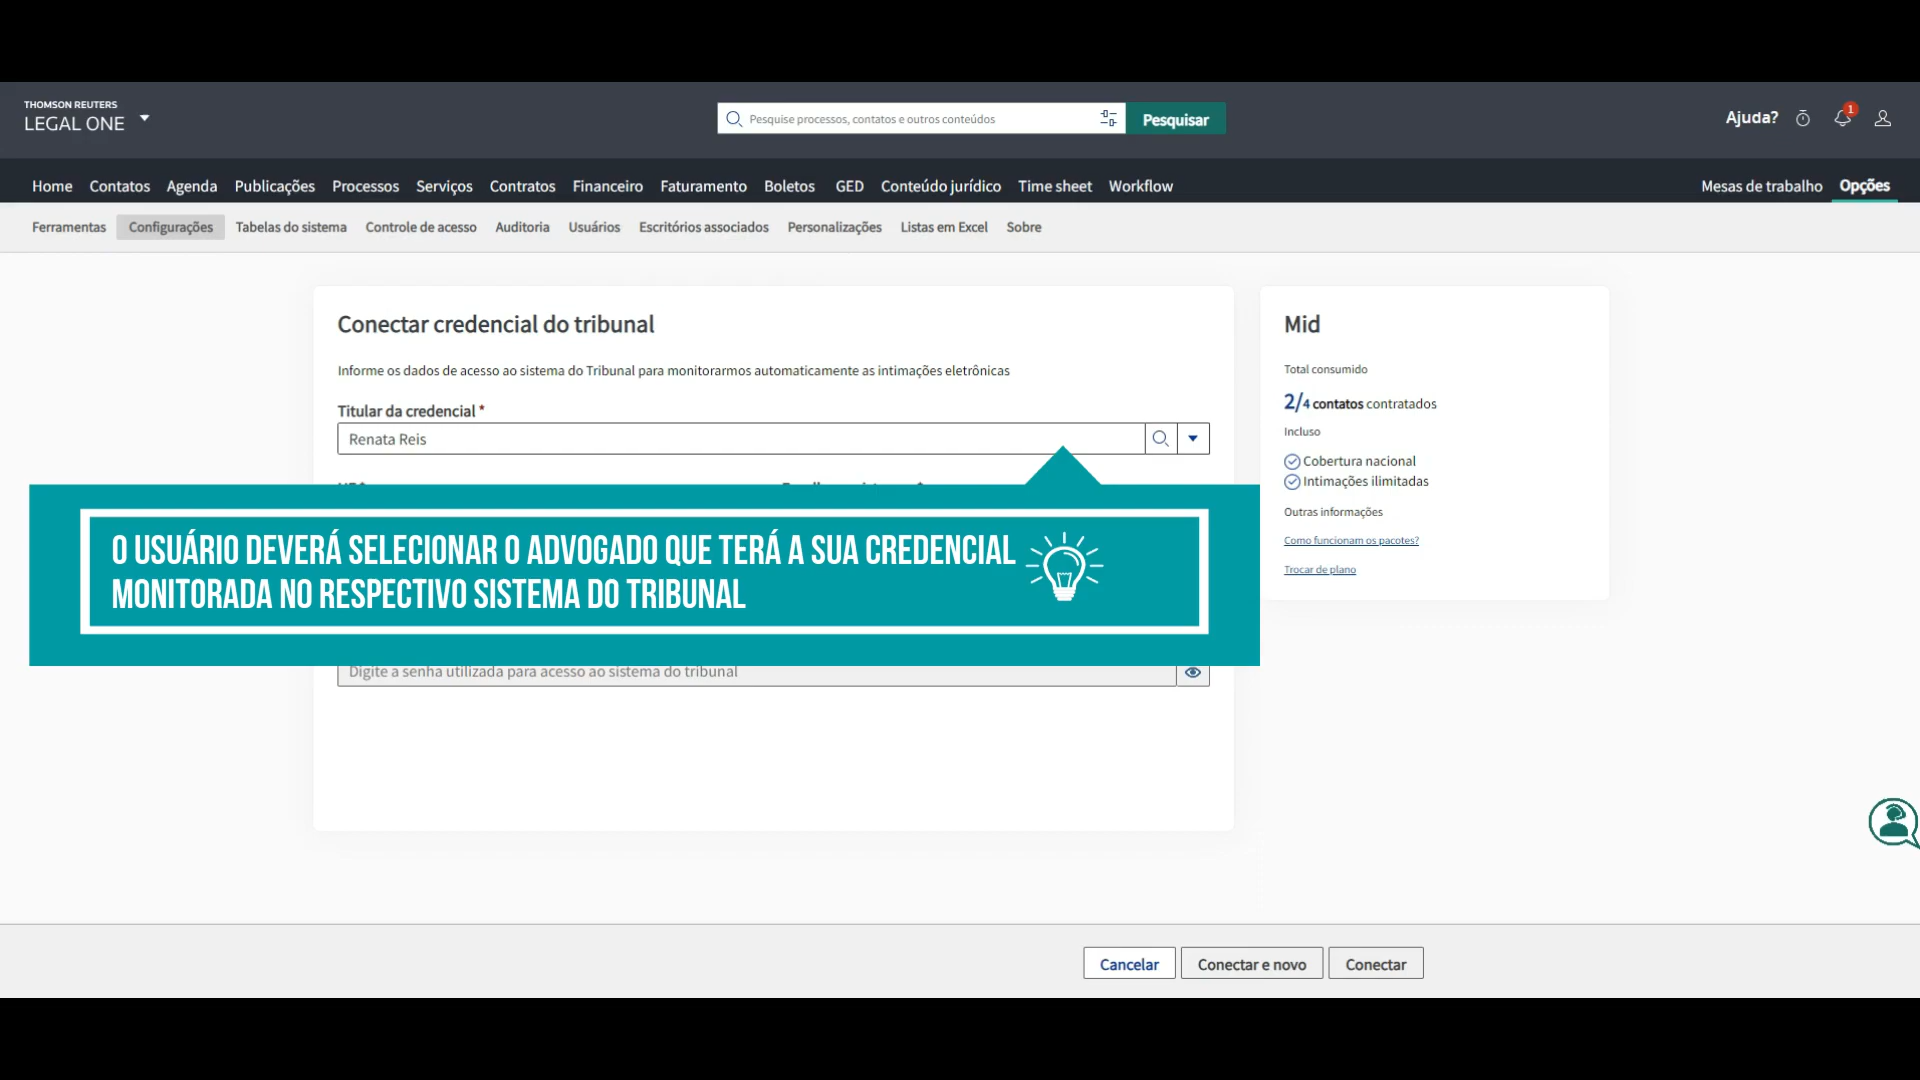 THOMSON REUTERS
LEGAL ONE
Pesquise processos, contatos e outros conteúdos
Pesquisar
Ajuda?
1
Home Contatos Agenda Publicações Processos Serviços Contratos Financeiro Faturamento Boletos GED Conteúdo jurídico Time sheet Workflow Mesas de trabalho Opções
Ferramentas Configurações Tabelas do sistema Controle de acesso Auditoria Usuários Escritórios associados Personalizações Listas em Excel Sobre
Conectar credencial do tribunal
Informe os dados de acesso ao sistema do Tribunal para monitorarmos automaticamente as intimações eletrônicas
Titular da credencial *
Renata Reis
O USUÁRIO DEVERÁ SELECIONAR O ADVOGADO QUE TERÁ A SUA CREDENCIAL
MONITORADA NO RESPECTIVO SISTEMA DO TRIBUNAL
Digite a senha utilizada para acesso ao sistema do tribunal
Mid
Total consumido
2/4 contatos contratados
Incluso
Cobertura nacional
Intimações ilimitadas
Outras informações
Como funcionam os pacotes?
Trocar de plano
Cancelar
Conectar e novo
Conectar